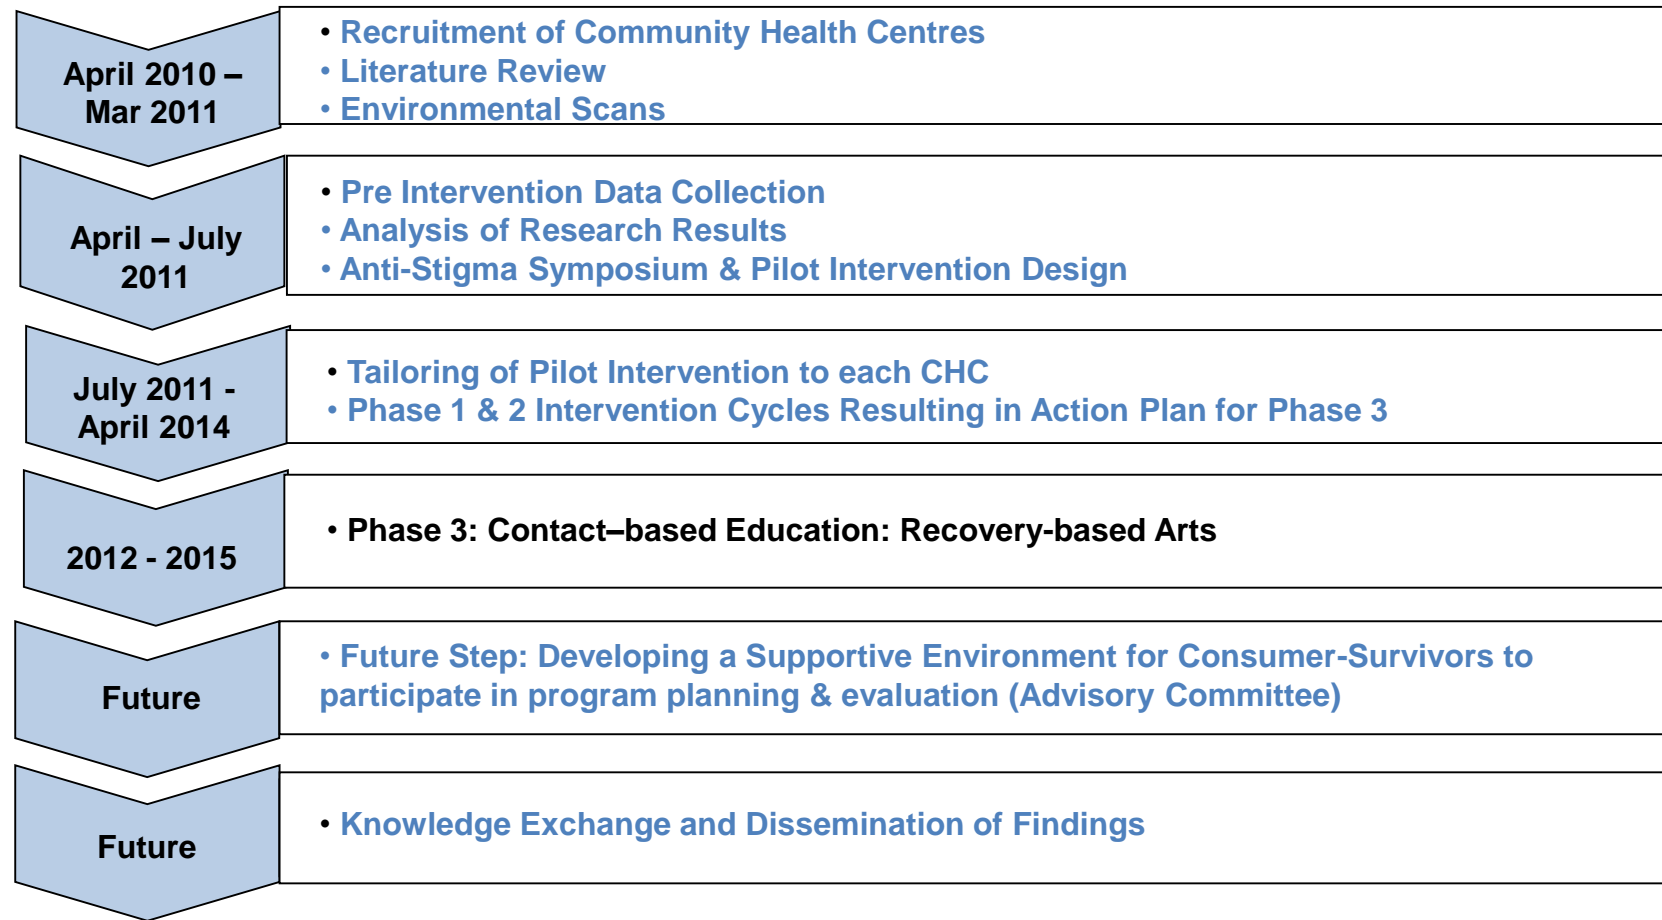 April 2010 –
Mar 2011
• Recruitment of Community Health Centres
• Literature Review
• Environmental Scans
April – July
2011
• Pre Intervention Data Collection
• Analysis of Research Results
• Anti-Stigma Symposium & Pilot Intervention Design
July 2011 -
April 2014
• Tailoring of Pilot Intervention to each CHC
• Phase 1 & 2 Intervention Cycles Resulting in Action Plan for Phase 3
2012 - 2015
• Phase 3: Contact–based Education: Recovery-based Arts
Future
• Future Step: Developing a Supportive Environment for Consumer-Survivors to
participate in program planning & evaluation (Advisory Committee)
Future
• Knowledge Exchange and Dissemination of Findings